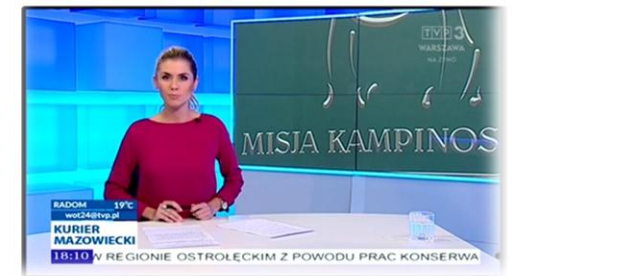 TVP3
WARSZAWA
NA ŻYWO
MISJA KAMPINOS
RADOM 19°C
wot24@tvp.pl
KURIER
MAZOWIECKI
18:10 W REGIONIE OSTROŁĘCKIM Z POWODU PRAC KONSERWA